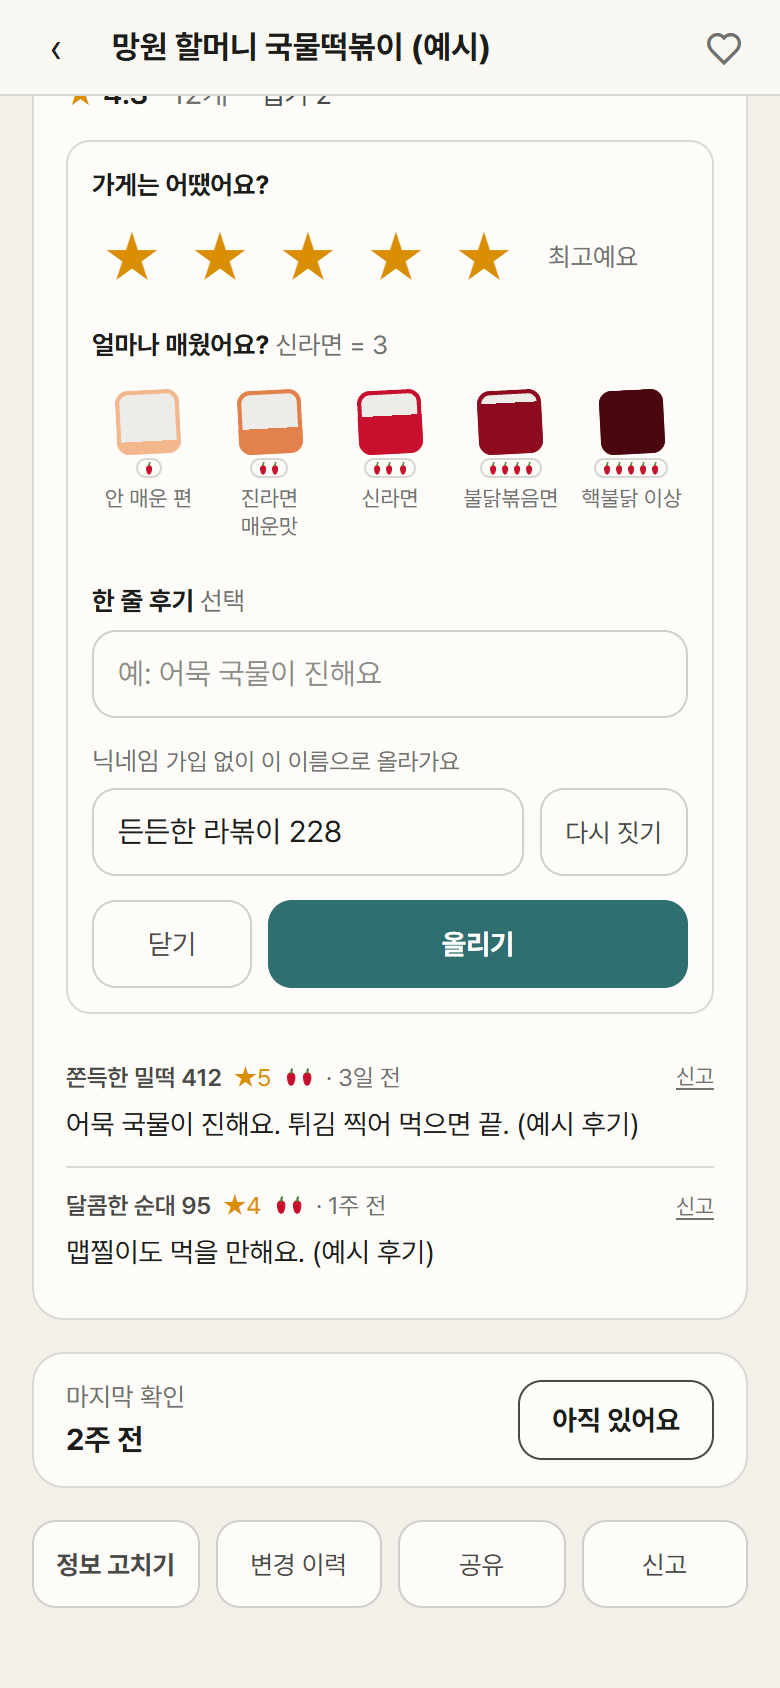 ‹ 망원 할머니 국물떡볶이 (예시)
가게는 어땠어요?
★ ★ ★ ★ ★ 최고예요
얼마나 매웠어요? 신라면 = 3
안 매운 편
진라면
매운맛
신라면
불닭볶음면
핵불닭 이상
한 줄 후기 선택
예: 어묵 국물이 진해요
닉네임 가입 없이 이 이름으로 올라가요
든든한 라볶이 228
다시 짓기
닫기
올리기
쫀득한 밀떡 412 ★5 · 3일 전
신고
어묵 국물이 진해요. 튀김 찍어 먹으면 끝. (예시 후기)
달콤한 순대 95 ★4 · 1주 전
신고
맵찔이도 먹을 만해요. (예시 후기)
마지막 확인
2주 전
아직 있어요
정보 고치기
변경 이력
공유
신고